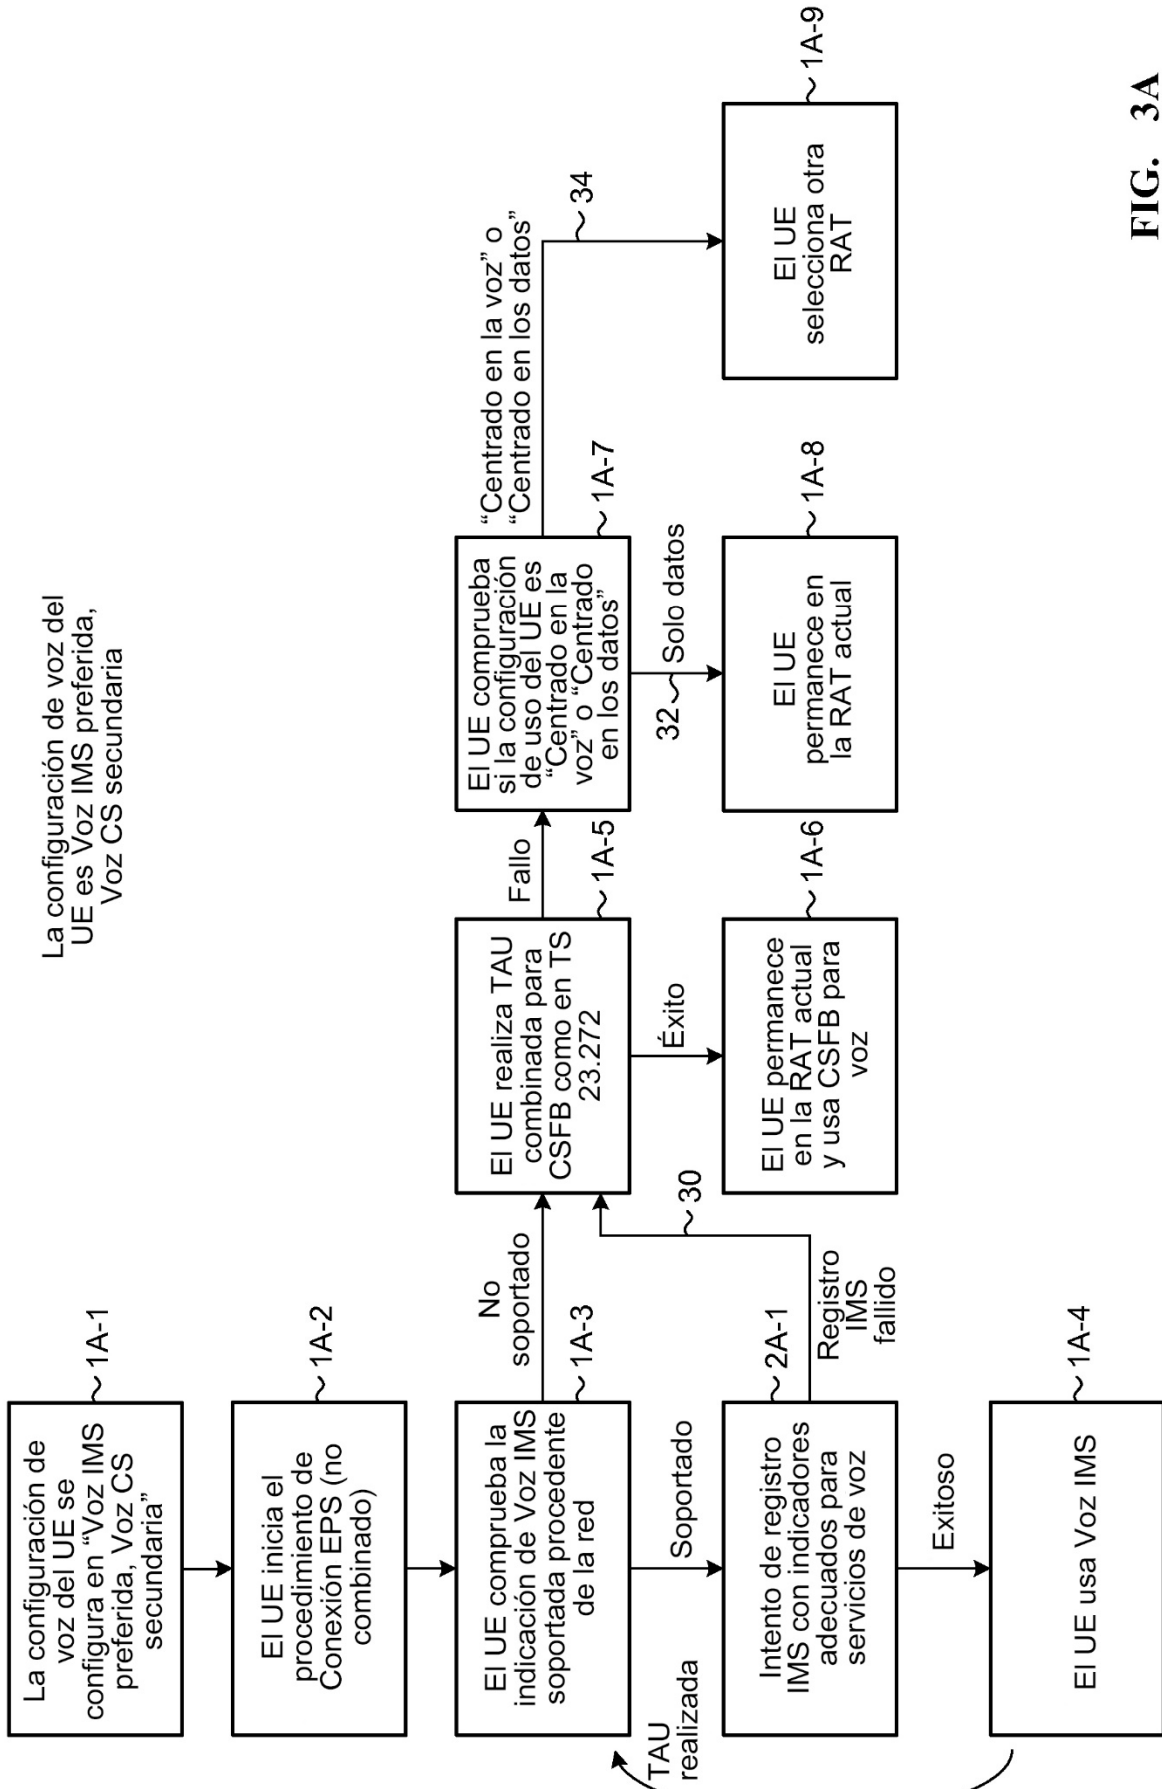 La configuración de voz del
UE es Voz IMS preferida,
Voz CS secundaria
La configuración de
voz del UE se
configura en “Voz IMS
preferida, Voz CS
secundaria”
1A-1
El UE inicia el
procedimiento de
Conexión EPS (no
combinado)
1A-2
El UE comprueba la
indicación de Voz IMS
soportada procedente
de la red
1A-3
No
soportado
El UE realiza TAU
combinada para
CSFB como en TS
23.272
1A-5
Fallo
El UE comprueba
si la configuración
de uso del UE es
“Centrado en la
voz” o “Centrado
en los datos”
1A-7
“Centrado en la voz” o
“Centrado en los datos”
34
TAU
realizada
Soportado
Éxito
32
Solo datos
Intento de registro
IMS con indicadores
adecuados para
servicios de voz
2A-1
Registro
IMS
fallido
30
El UE permanece
en la RAT actual
y usa CSFB para
voz
1A-6
El UE
permanece en
la RAT actual
1A-8
El UE
selecciona otra
RAT
1A-9
Exitoso
El UE usa Voz IMS
1A-4
FIG. 3A